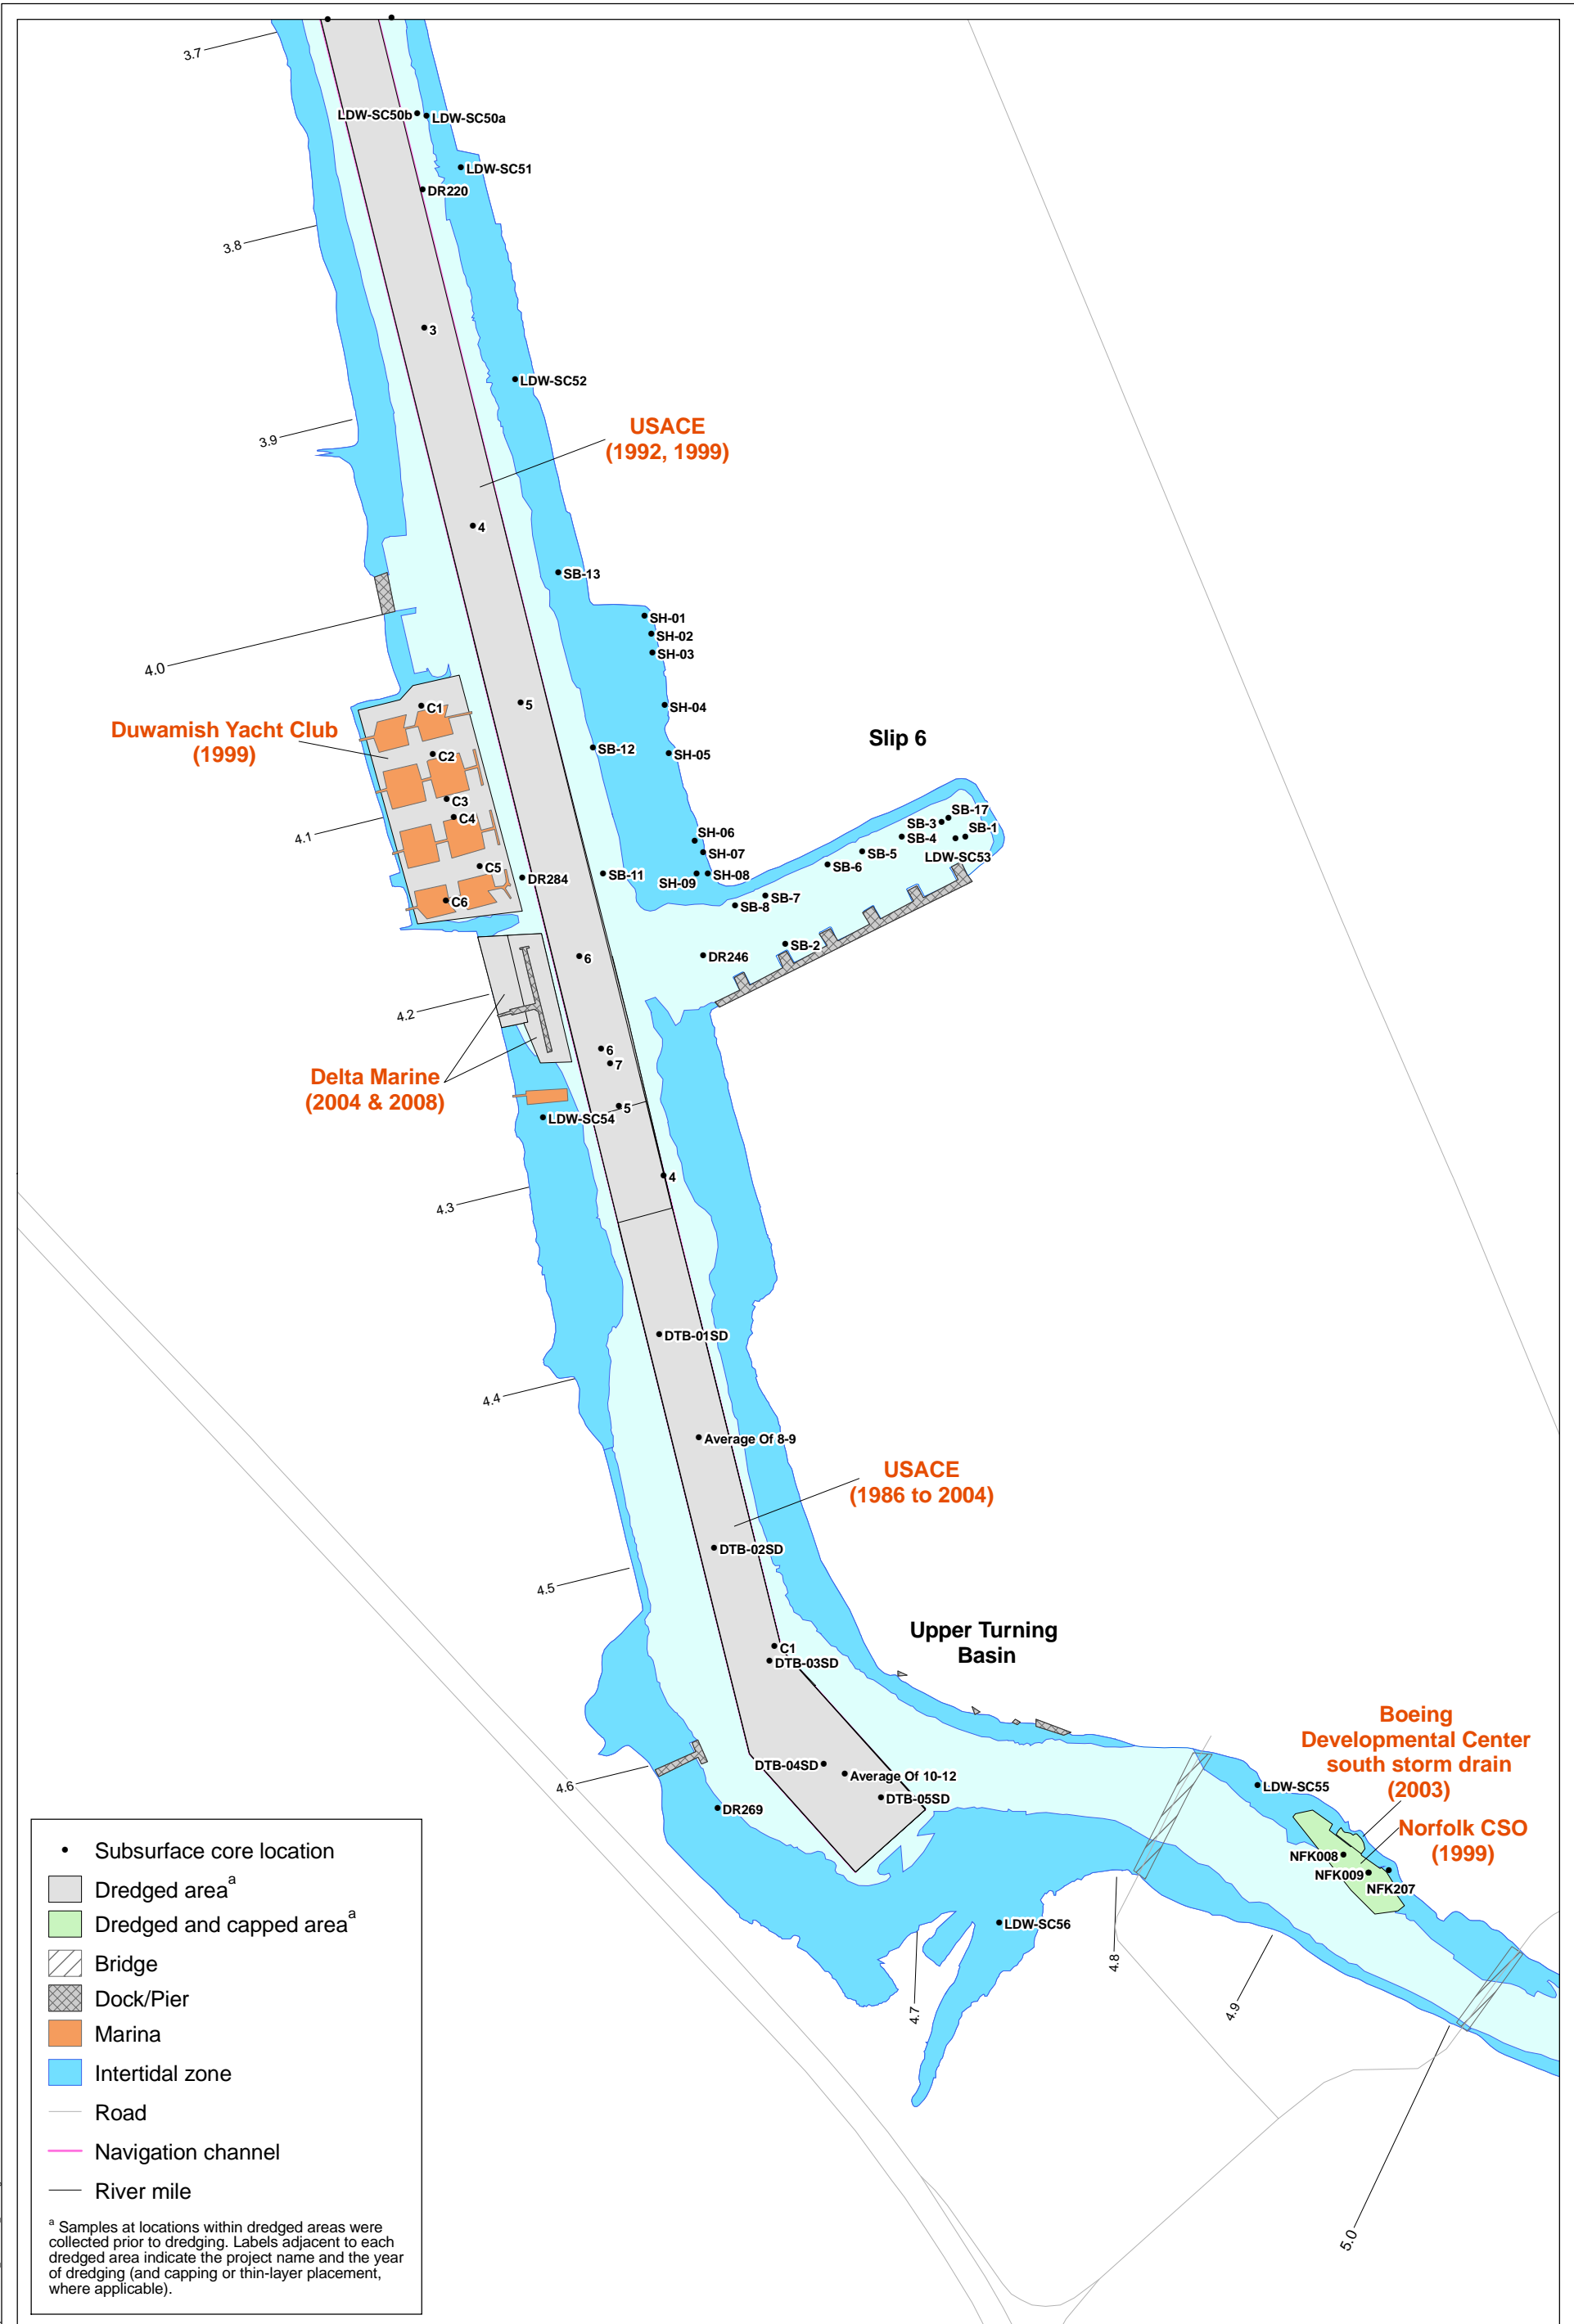 3.7
LDW-SC50b
LDW-SC50a
LDW-SC51
DR220
3.8
3
LDW-SC52
3.9
USACE
(1992, 1999)
4
SB-13
SH-01
SH-02
SH-03
4.0
SH-04
C1
5
Duwamish Yacht Club
(1999)
Slip 6
SB-12
SH-05
C2
C3
C4
4.1
SH-06
SH-07
SB-17
SB-3
SB-1
SB-4
SB-5
LDW-SC53
SB-6
C5
DR284
SB-11
SH-09
SH-08
C6
SB-7
SB-8
SB-2
6
DR246
4.2
6
7
Delta Marine
(2004 & 2008)
5
LDW-SC54
4
4.3
DTB-01SD
4.4
Average Of 8-9
USACE
(1986 to 2004)
DTB-02SD
4.5
Upper Turning
Basin
C1
DTB-03SD
Boeing
Developmental Center
south storm drain
(2003)
DTB-04SD
Average Of 10-12
4.6
DTB-05SD
LDW-SC55
DR269
Norfolk CSO
(1999)
NFK008
NFK009
NFK207
LDW-SC56
4.7
4.8
4.9
5.0
Subsurface core location
Dredged area<sup>a</sup>
Dredged and capped area<sup>a</sup>
Bridge
Dock/Pier
Marina
Intertidal zone
Road
Navigation channel
River mile
<sup>a</sup> Samples at locations within dredged areas were
collected prior to dredging. Labels adjacent to each
dredged area indicate the project name and the year
of dredging (and capping or thin-layer placement,
where applicable).